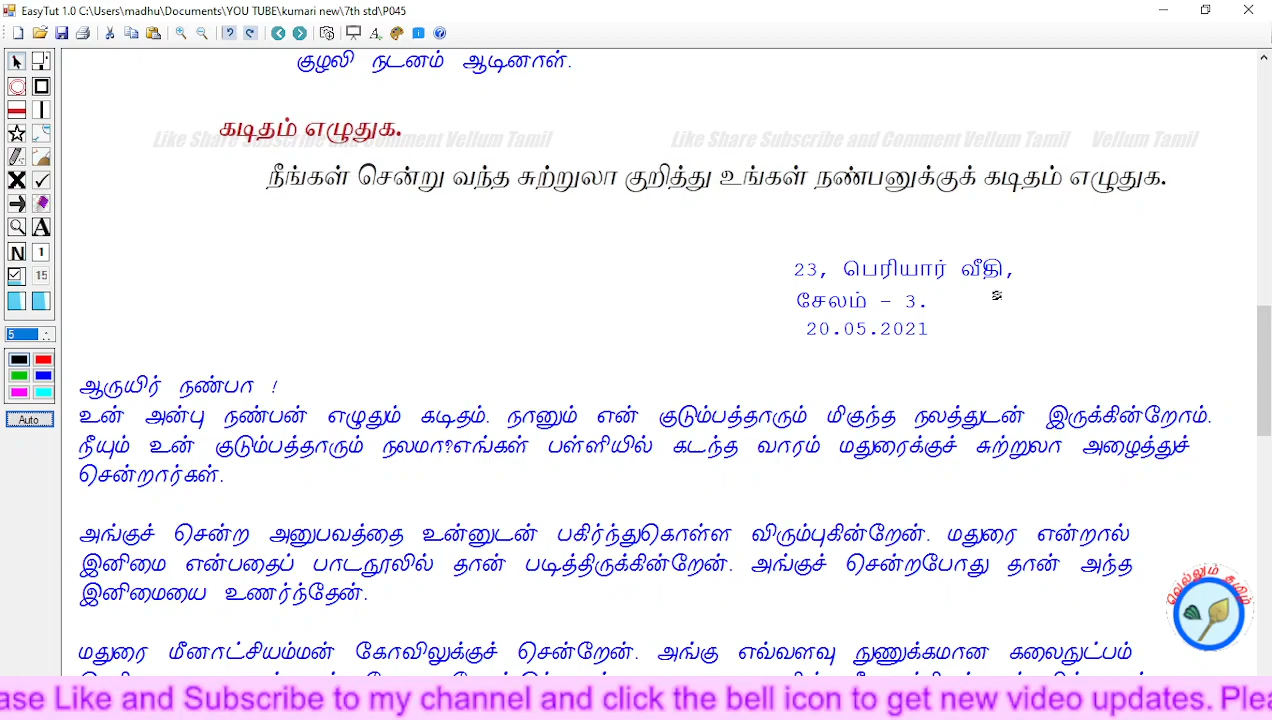 EasyTut 1.0 C:\Users\madhu\Documents\YOU TUBE\kumari new\7th std\P045
குழலி நடனம் ஆடினாள்.
கடிதம் எழுதுக.
Like Share Subscribe and Comment Vellum Tamil Like Share Subscribe and Comment Vellum Tamil Vellum Tamil
நீங்கள் சென்று வந்த சுற்றுலா குறித்து உங்கள் நண்பனுக்குக் கடிதம் எழுதுக.
23, பெரியார் வீதி,
சேலம் - 3.
20.05.2021
ஆருயிர் நண்பா !
உன் அன்பு நண்பன் எழுதும் கடிதம். நானும் என் குடும்பத்தாரும் மிகுந்த நலத்துடன் இருக்கின்றோம்.
நீயும் உன் குடும்பத்தாரும் நலமா?எங்கள் பள்ளியில் கடந்த வாரம் மதுரைக்குச் சுற்றுலா அழைத்துச்
சென்றார்கள்.
அங்குச் சென்ற அனுபவத்தை உன்னுடன் பகிர்ந்துகொள்ள விரும்புகின்றேன். மதுரை என்றால்
இனிமை என்பதைப் பாடநூலில் தான் படித்திருக்கின்றேன். அங்குச் சென்றபோது தான் அந்த
இனிமையை உணர்ந்தேன்.
வெல்லும் தமிழ்
மதுரை மீனாட்சியம்மன் கோவிலுக்குச் சென்றேன். அங்கு எவ்வளவு நுணுக்கமான கலைநுட்பம்
ase Like and Subscribe to my channel and click the bell icon to get new video updates. Plea
N 1
15
5
Auto